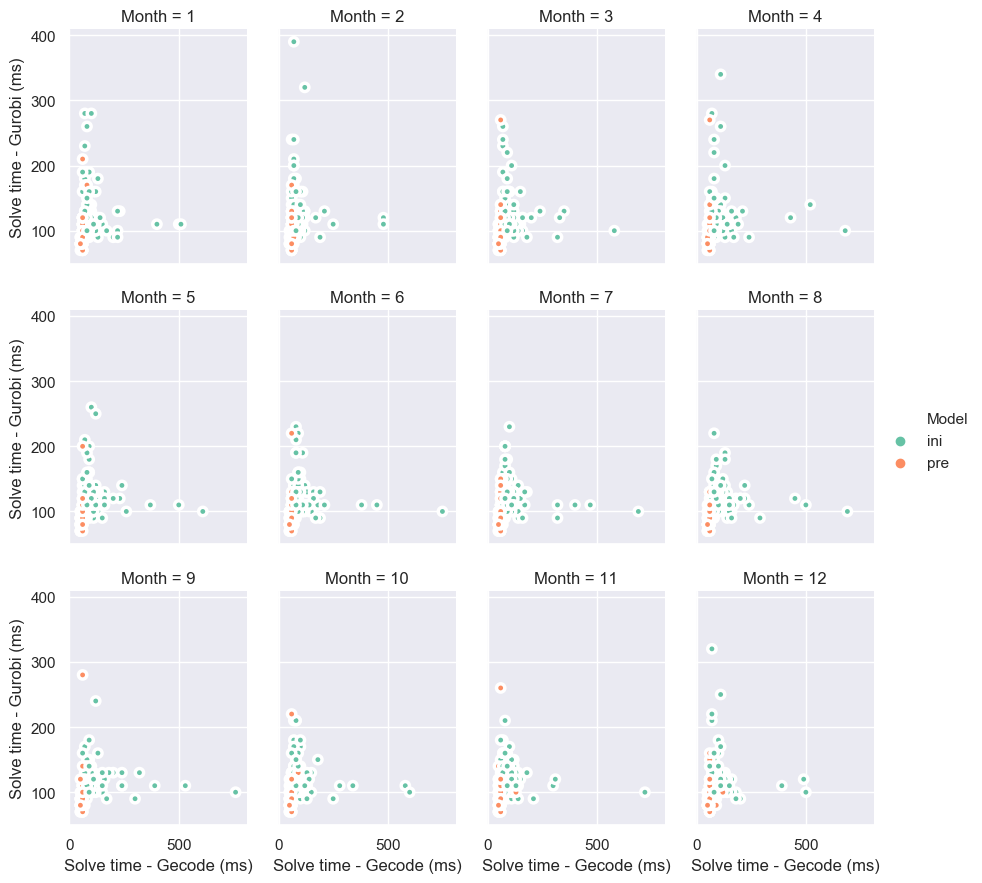 Month = 1
Month = 2
Month = 3
Month = 4
400
300
200
100
Solve time - Gurobi (ms)
Month = 5
Month = 6
Month = 7
Month = 8
400
300
200
100
Solve time - Gurobi (ms)
Model
ini
pre
Month = 9
Month = 10
Month = 11
Month = 12
400
300
200
100
Solve time - Gurobi (ms)
0 500
0 500
0 500
0 500
Solve time - Gecode (ms)
Solve time - Gecode (ms)
Solve time - Gecode (ms)
Solve time - Gecode (ms)